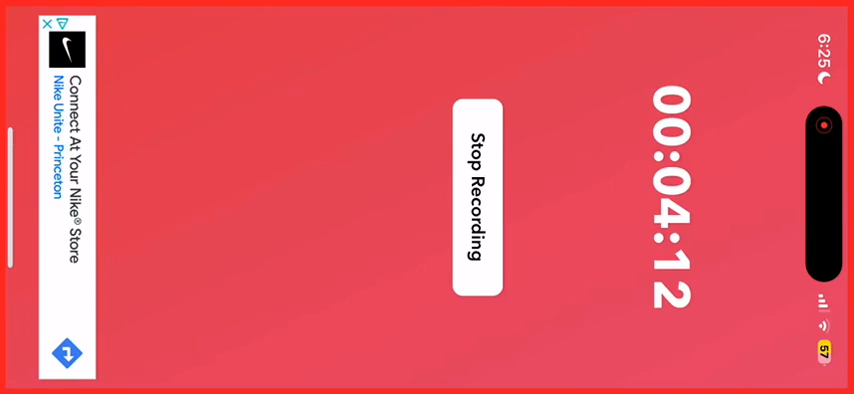 6:25
57
00:04:12
Stop Recording
Connect At Your Nike® Store
Nike Unite - Princeton